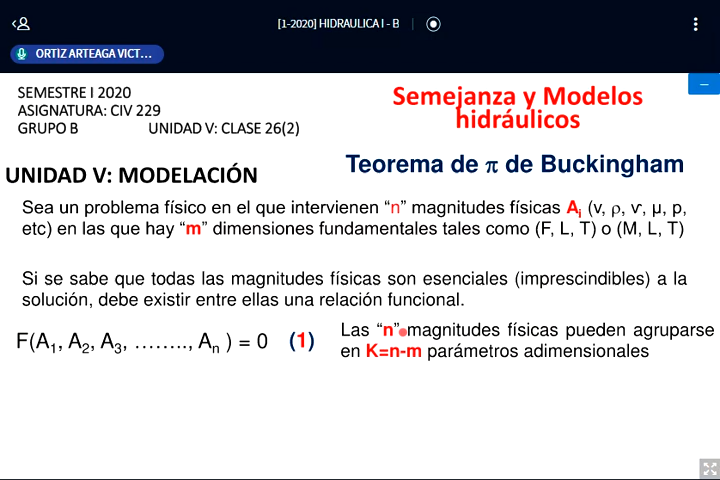 [1-2020] HIDRAULICA I - B
ORTIZ ARTEAGA VICT...
SEMESTRE I 2020
ASIGNATURA: CIV 229
GRUPO B UNIDAD V: CLASE 26(2)
Semejanza y Modelos
hidráulicos
UNIDAD V: MODELACIÓN
Teorema de π de Buckingham
Sea un problema físico en el que intervienen “n” magnitudes físicas Ai (v, ρ, ѵ, μ, p,
etc) en las que hay “m” dimensiones fundamentales tales como (F, L, T) o (M, L, T)
Si se sabe que todas las magnitudes físicas son esenciales (imprescindibles) a la
solución, debe existir entre ellas una relación funcional.
F(A1, A2, A3, ........, An ) = 0 (1)
Las “n” magnitudes físicas pueden agruparse
en K=n-m parámetros adimensionales